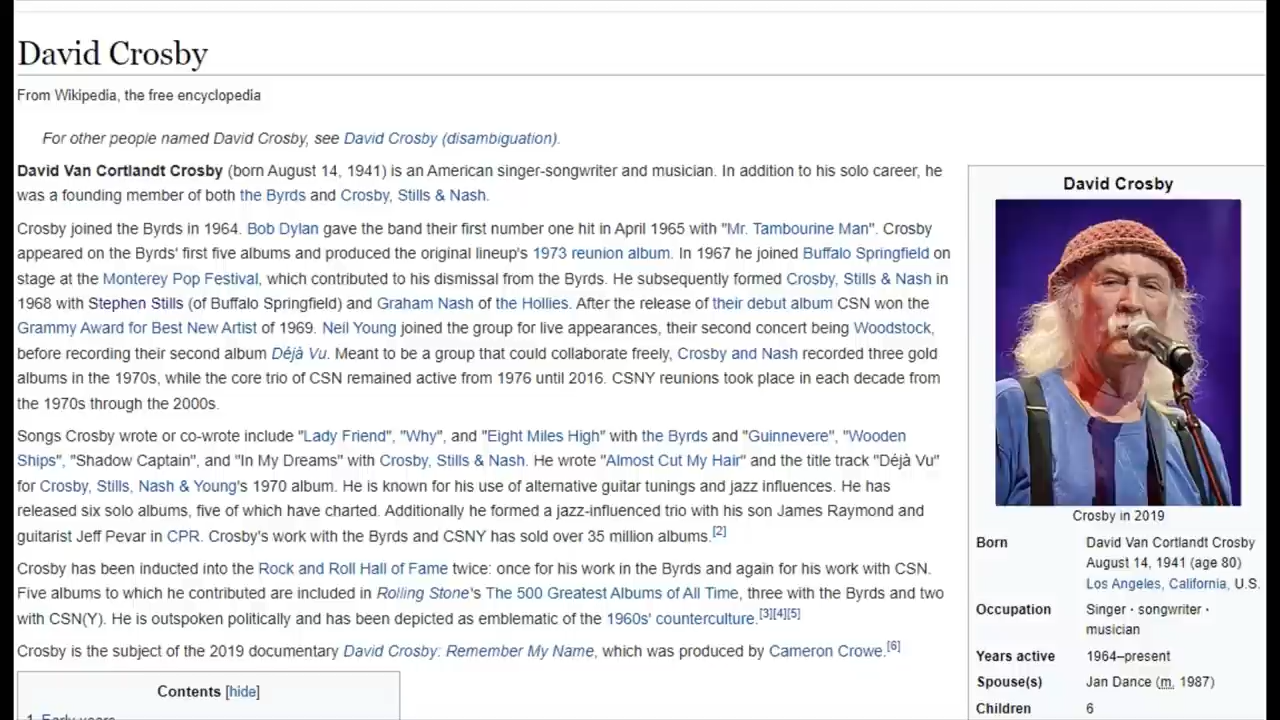 David Crosby
From Wikipedia, the free encyclopedia
For other people named David Crosby, see David Crosby (disambiguation).
David Van Cortlandt Crosby (born August 14, 1941) is an American singer-songwriter and musician. In addition to his solo career, he
was a founding member of both the Byrds and Crosby, Stills & Nash.
Crosby joined the Byrds in 1964. Bob Dylan gave the band their first number one hit in April 1965 with "Mr. Tambourine Man". Crosby
appeared on the Byrds' first five albums and produced the original lineup's 1973 reunion album. In 1967 he joined Buffalo Springfield on
stage at the Monterey Pop Festival, which contributed to his dismissal from the Byrds. He subsequently formed Crosby, Stills & Nash in
1968 with Stephen Stills (of Buffalo Springfield) and Graham Nash of the Hollies. After the release of their debut album CSN won the
Grammy Award for Best New Artist of 1969. Neil Young joined the group for live appearances, their second concert being Woodstock,
before recording their second album Déjà Vu. Meant to be a group that could collaborate freely, Crosby and Nash recorded three gold
albums in the 1970s, while the core trio of CSN remained active from 1976 until 2016. CSNY reunions took place in each decade from
the 1970s through the 2000s.
Songs Crosby wrote or co-wrote include "Lady Friend", "Why", and "Eight Miles High" with the Byrds and "Guinnevere", "Wooden
Ships", "Shadow Captain", and "In My Dreams" with Crosby, Stills & Nash. He wrote "Almost Cut My Hair" and the title track "Déjà Vu"
for Crosby, Stills, Nash & Young's 1970 album. He is known for his use of alternative guitar tunings and jazz influences. He has
released six solo albums, five of which have charted. Additionally he formed a jazz-influenced trio with his son James Raymond and
guitarist Jeff Pevar in CPR. Crosby's work with the Byrds and CSNY has sold over 35 million albums.[2]
Crosby has been inducted into the Rock and Roll Hall of Fame twice: once for his work in the Byrds and again for his work with CSN.
Five albums to which he contributed are included in Rolling Stone's The 500 Greatest Albums of All Time, three with the Byrds and two
with CSN(Y). He is outspoken politically and has been depicted as emblematic of the 1960s' counterculture.[3][4][5]
Crosby is the subject of the 2019 documentary David Crosby: Remember My Name, which was produced by Cameron Crowe.[6]
Contents [hide]
1 Early years
David Crosby
Crosby in 2019
Born David Van Cortlandt Crosby
August 14, 1941 (age 80)
Los Angeles, California, U.S.
Occupation Singer · songwriter ·
musician
Years active 1964–present
Spouse(s) Jan Dance (m. 1987)
Children 6